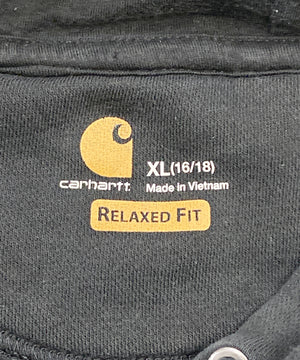 XL(16/18)
carhartt
Made in Vietnam
RELAXED FIT